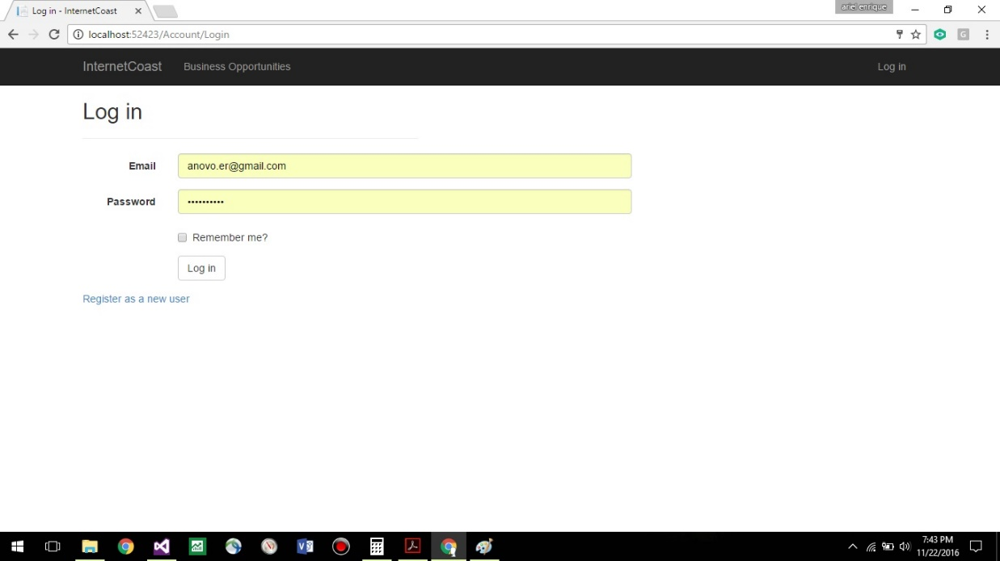 Log in - InternetCoast
ariel enrique
localhost:52423/Account/Login
G
InternetCoast Business Opportunities Log in
Log in
Email anovo.er@gmail.com
Password ••••••••••
Remember me?
Log in
Register as a new user
7:43 PM
11/22/2016